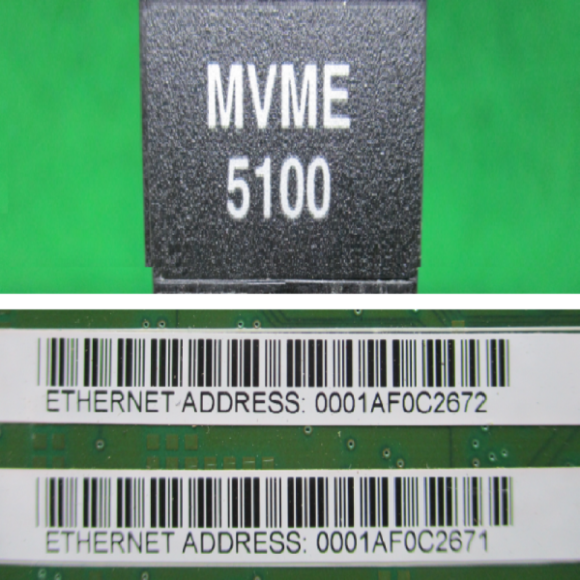 MVME
5100
ETHERNET ADDRESS: 0001AF0C2672
ETHERNET ADDRESS: 0001AF0C2671